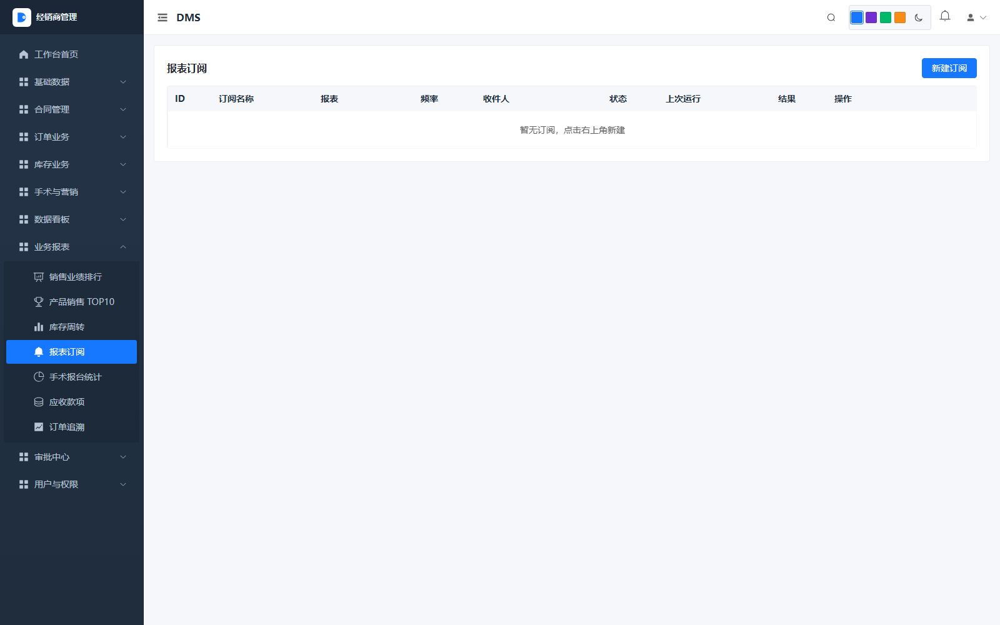 经销商管理
DMS
工作台首页
基础数据
合同管理
订单业务
库存业务
手术与营销
数据看板
业务报表
销售业绩排行
产品销售 TOP10
库存周转
报表订阅
手术报台统计
应收款项
订单追溯
审批中心
用户与权限
报表订阅
新建订阅
ID 订阅名称 报表 频率 收件人 状态 上次运行 结果 操作
暂无订阅，点击右上角新建